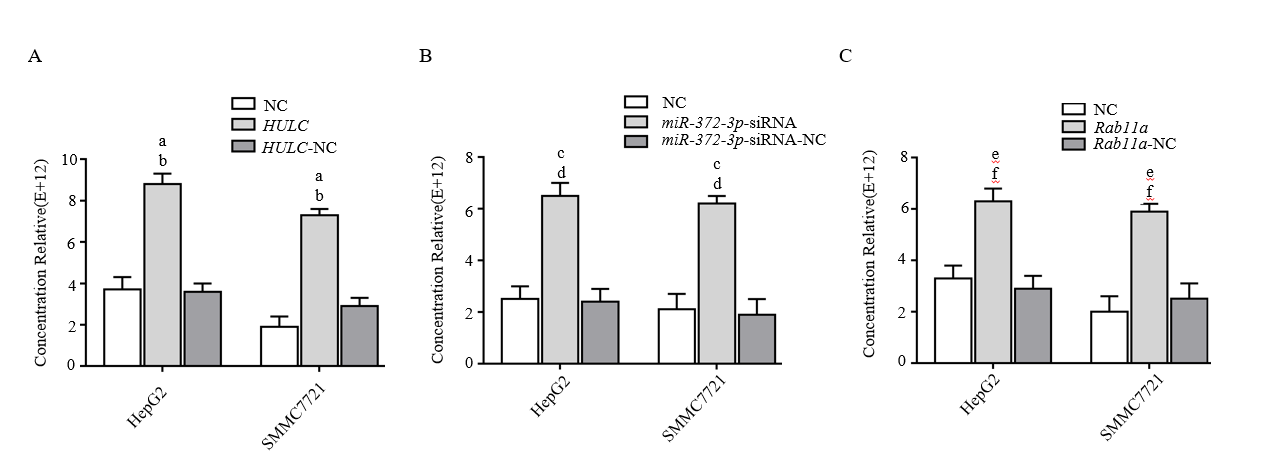 A
NC
HULC
HULC-NC
a
b
a
b
Concentration Relative(E+12)
10
8
6
4
2
0
HepG2
SMMC7721
B
NC
miR-372-3p-siRNA
miR-372-3p-siRNA-NC
c
d
c
d
Concentration Relative(E+12)
8
6
4
2
0
HepG2
SMMC7721
C
NC
Rab11a
Rab11a-NC
e
f
e
f
Concentration Relative(E+12)
8
6
4
2
0
HepG2
SMMC7721